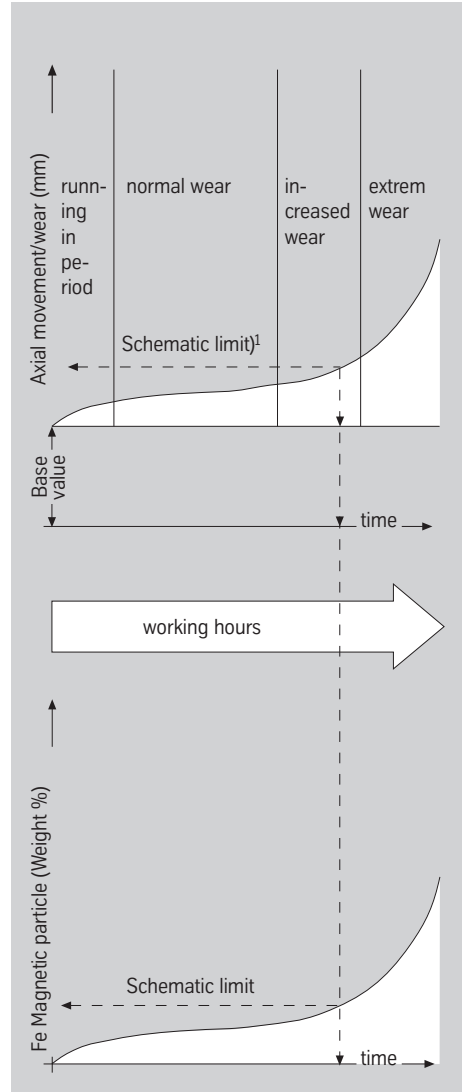 Axial movement/wear (mm)
runn-
ing
in
pe-
riod
normal wear
in-
creased
wear
extrem
wear
Schematic limit)¹
Base
value
time
working hours
Fe Magnetic particle (Weight %)
Schematic limit
time